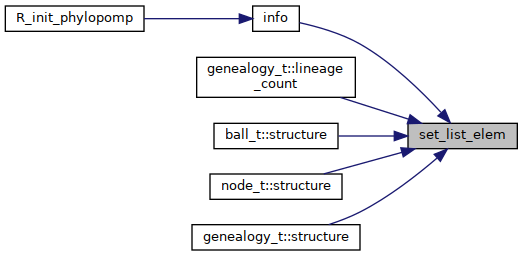 R_init_phylopomp
info
genealogy_t::lineage
_count
ball_t::structure
set_list_elem
node_t::structure
genealogy_t::structure